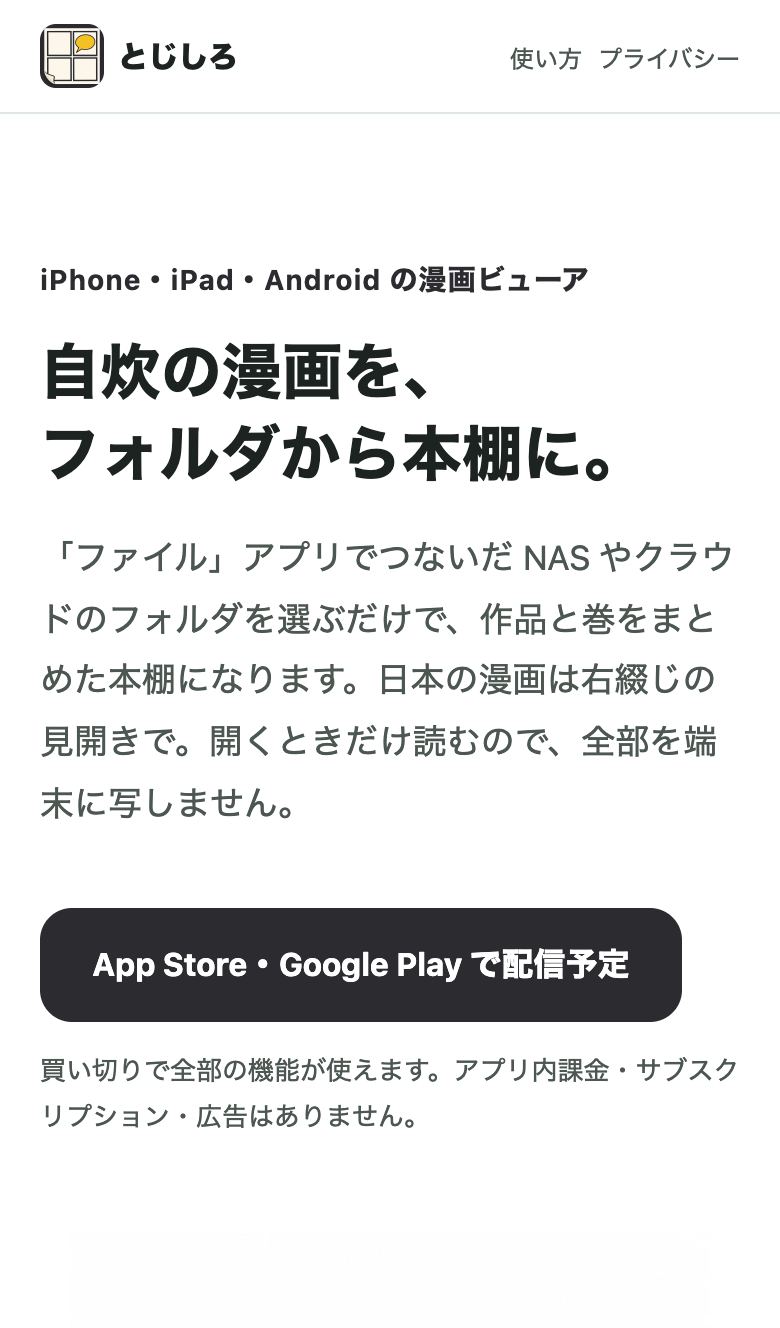 とじしろ
使い方 プライバシー
iPhone・iPad・Android の漫画ビューア
自炊の漫画を、
フォルダから本棚に。
「ファイル」アプリでつないだ NAS やクラウ
ドのフォルダを選ぶだけで、作品と巻をまと
めた本棚になります。日本の漫画は右綴じの
見開きで。開くときだけ読むので、全部を端
末に写しません。
App Store・Google Play で配信予定
買い切りで全部の機能が使えます。アプリ内課金・サブスク
リプション・広告はありません。